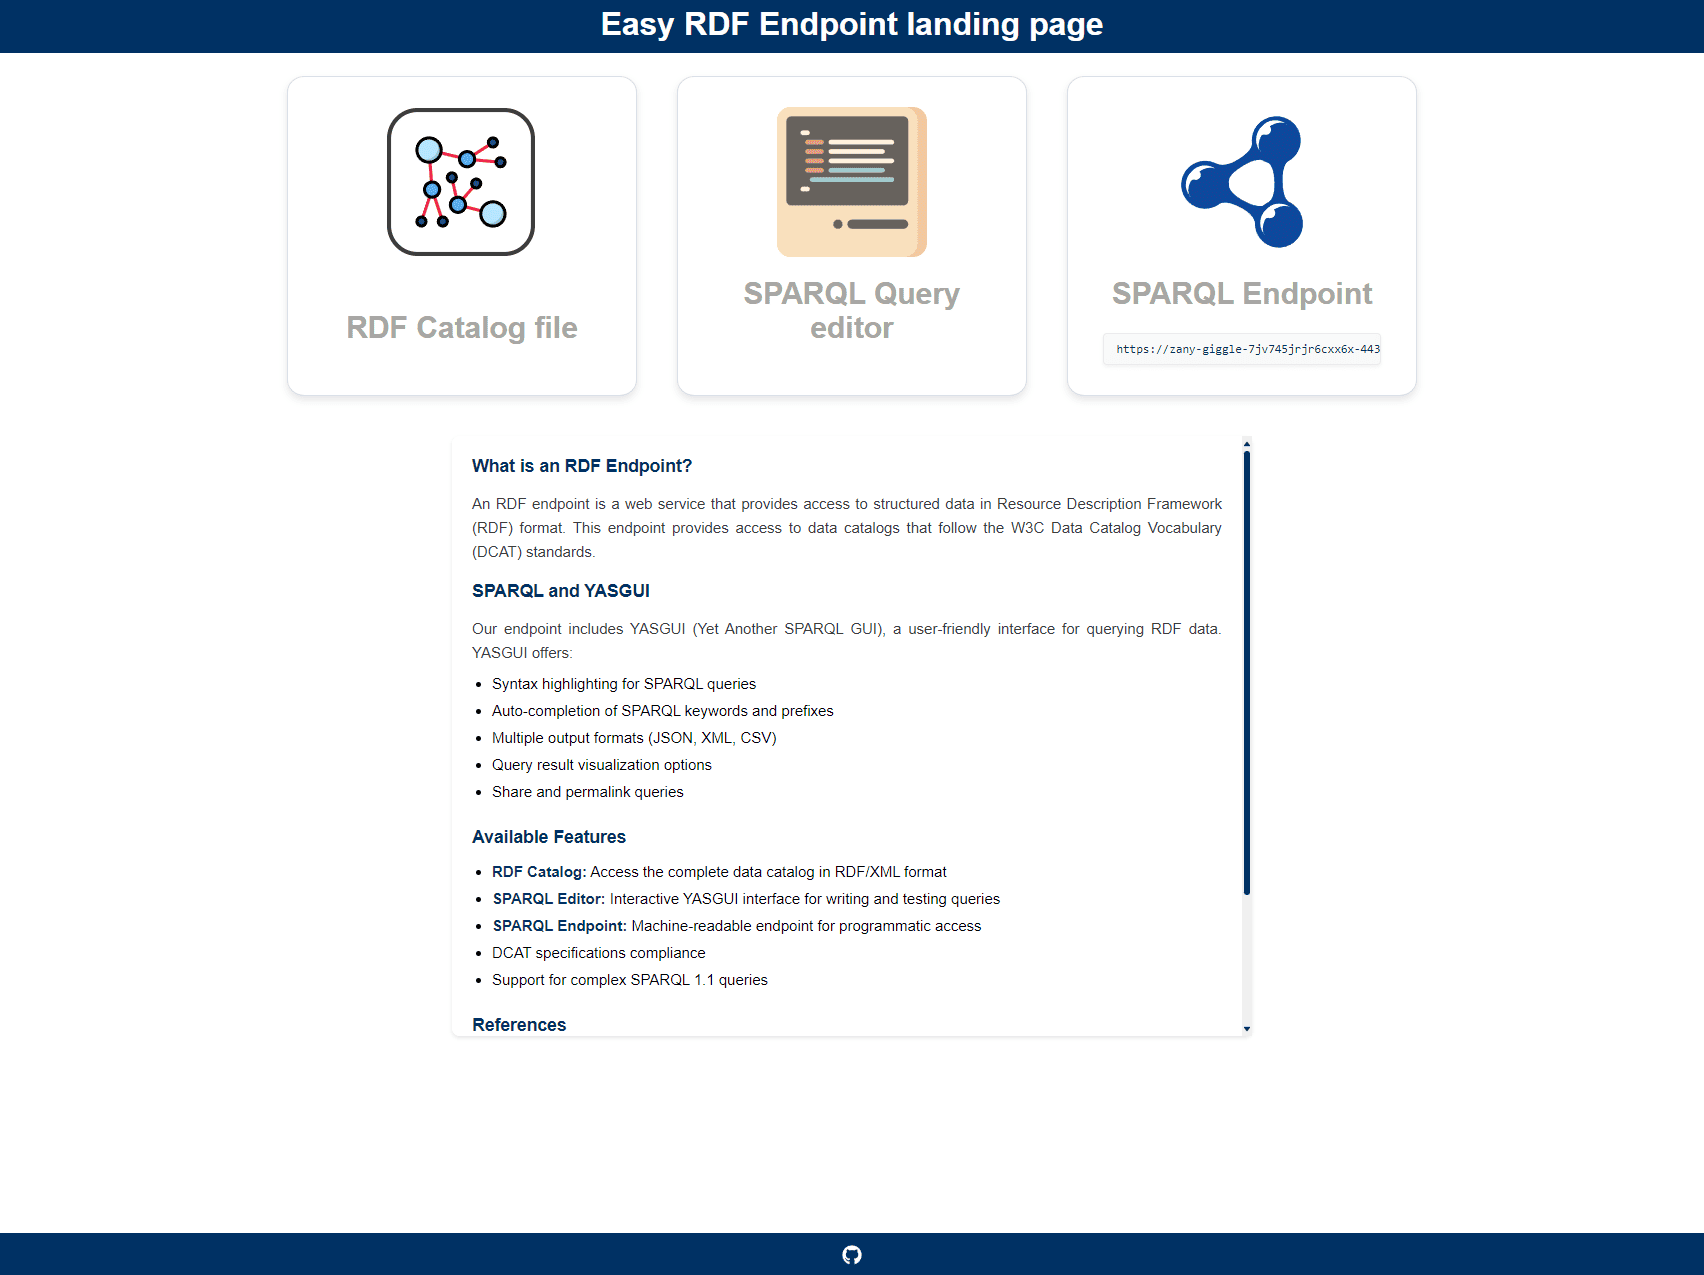 Easy RDF Endpoint landing page
RDF Catalog file
SPARQL Query
editor
SPARQL Endpoint
https://zany-giggle-7jv745jrjr6cxx6x-443
What is an RDF Endpoint?
An RDF endpoint is a web service that provides access to structured data in Resource Description Framework
(RDF) format. This endpoint provides access to data catalogs that follow the W3C Data Catalog Vocabulary
(DCAT) standards.
SPARQL and YASGUI
Our endpoint includes YASGUI (Yet Another SPARQL GUI), a user-friendly interface for querying RDF data.
YASGUI offers:
• Syntax highlighting for SPARQL queries
• Auto-completion of SPARQL keywords and prefixes
• Multiple output formats (JSON, XML, CSV)
• Query result visualization options
• Share and permalink queries
Available Features
• RDF Catalog: Access the complete data catalog in RDF/XML format
• SPARQL Editor: Interactive YASGUI interface for writing and testing queries
• SPARQL Endpoint: Machine-readable endpoint for programmatic access
• DCAT specifications compliance
• Support for complex SPARQL 1.1 queries
References